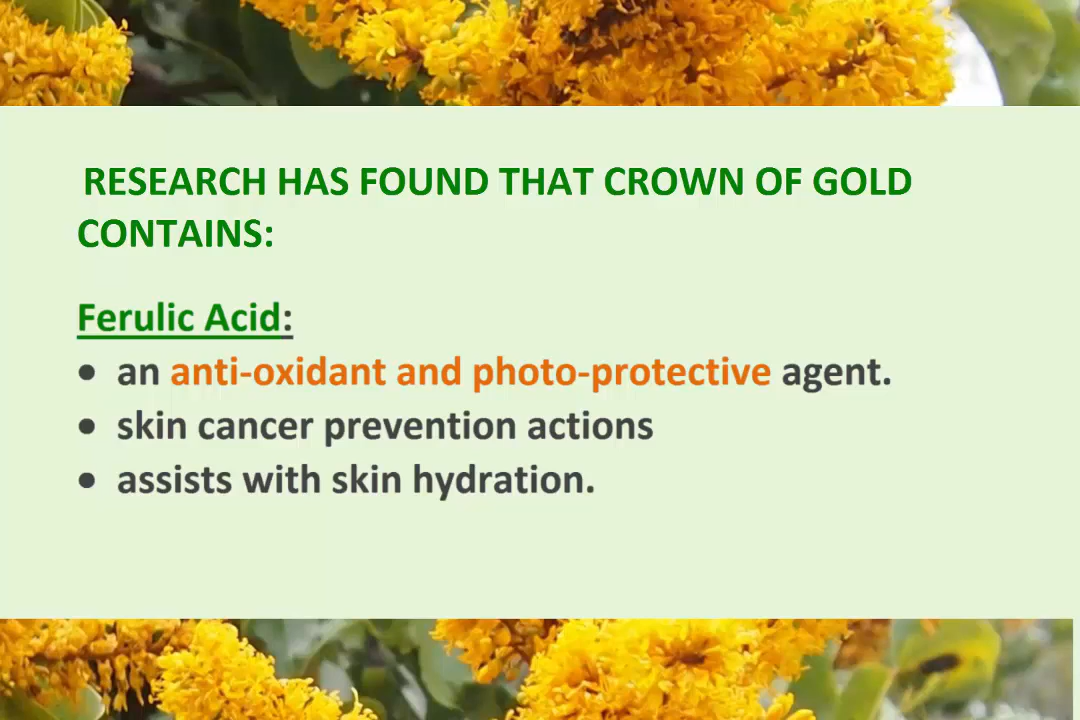 RESEARCH HAS FOUND THAT CROWN OF GOLD
CONTAINS:
Ferulic Acid:
• an anti-oxidant and photo-protective agent.
• skin cancer prevention actions
• assists with skin hydration.